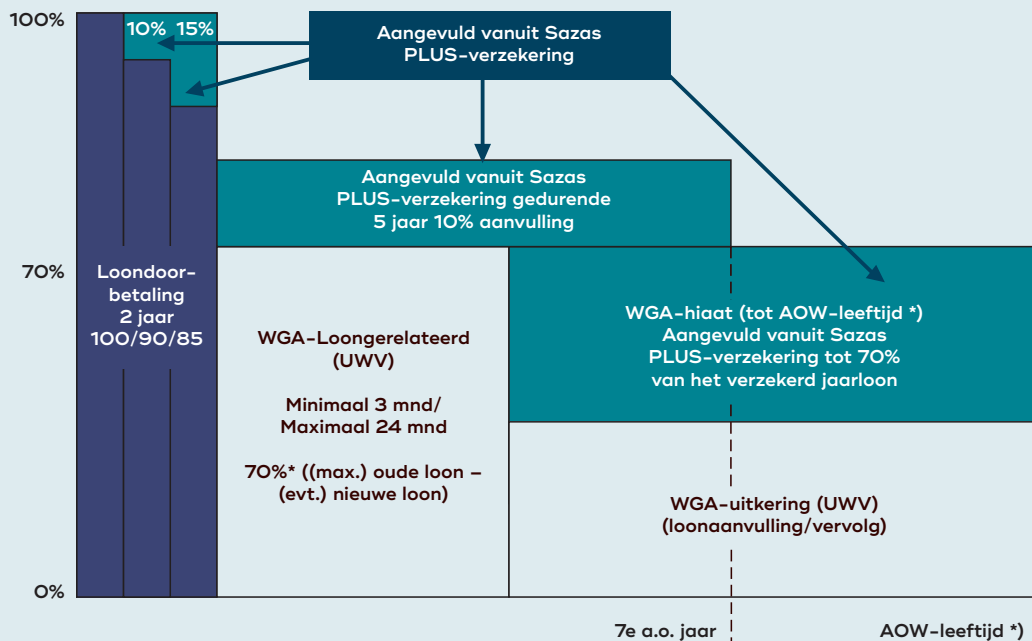 100%
10% 15%
Aangevuld vanuit Sazas
PLUS-verzekering
Aangevuld vanuit Sazas
PLUS-verzekering gedurende
5 jaar 10% aanvulling
70%
Loondoor-
betaling
2 jaar
100/90/85
WGA-Loongerelateerd
(UWV)
Minimaal 3 mnd/
Maximaal 24 mnd
70%* ((max.) oude loon –
(evt.) nieuwe loon)
WGA-hiaat (tot AOW-leeftijd *)
Aangevuld vanuit Sazas
PLUS-verzekering tot 70%
van het verzekerd jaarloon
WGA-uitkering (UWV)
(loonaanvulling/vervolg)
0%
7e a.o. jaar
AOW-leeftijd *)